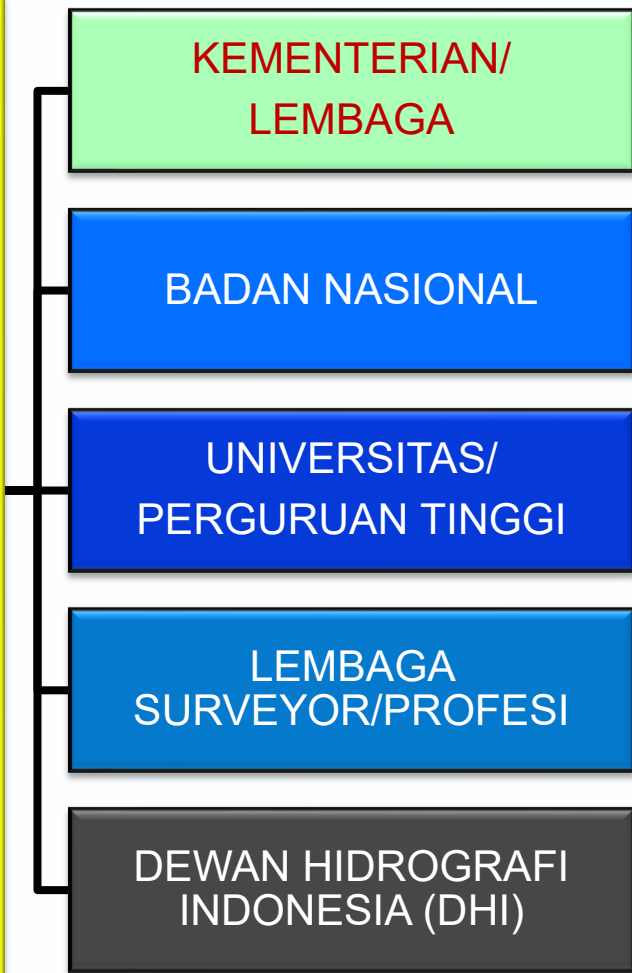 KEMENTERIAN/
LEMBAGA
BADAN NASIONAL
UNIVERSITAS/
PERGURUAN TINGGI
LEMBAGA
SURVEYOR/PROFESI
DEWAN HIDROGRAFI
INDONESIA (DHI)